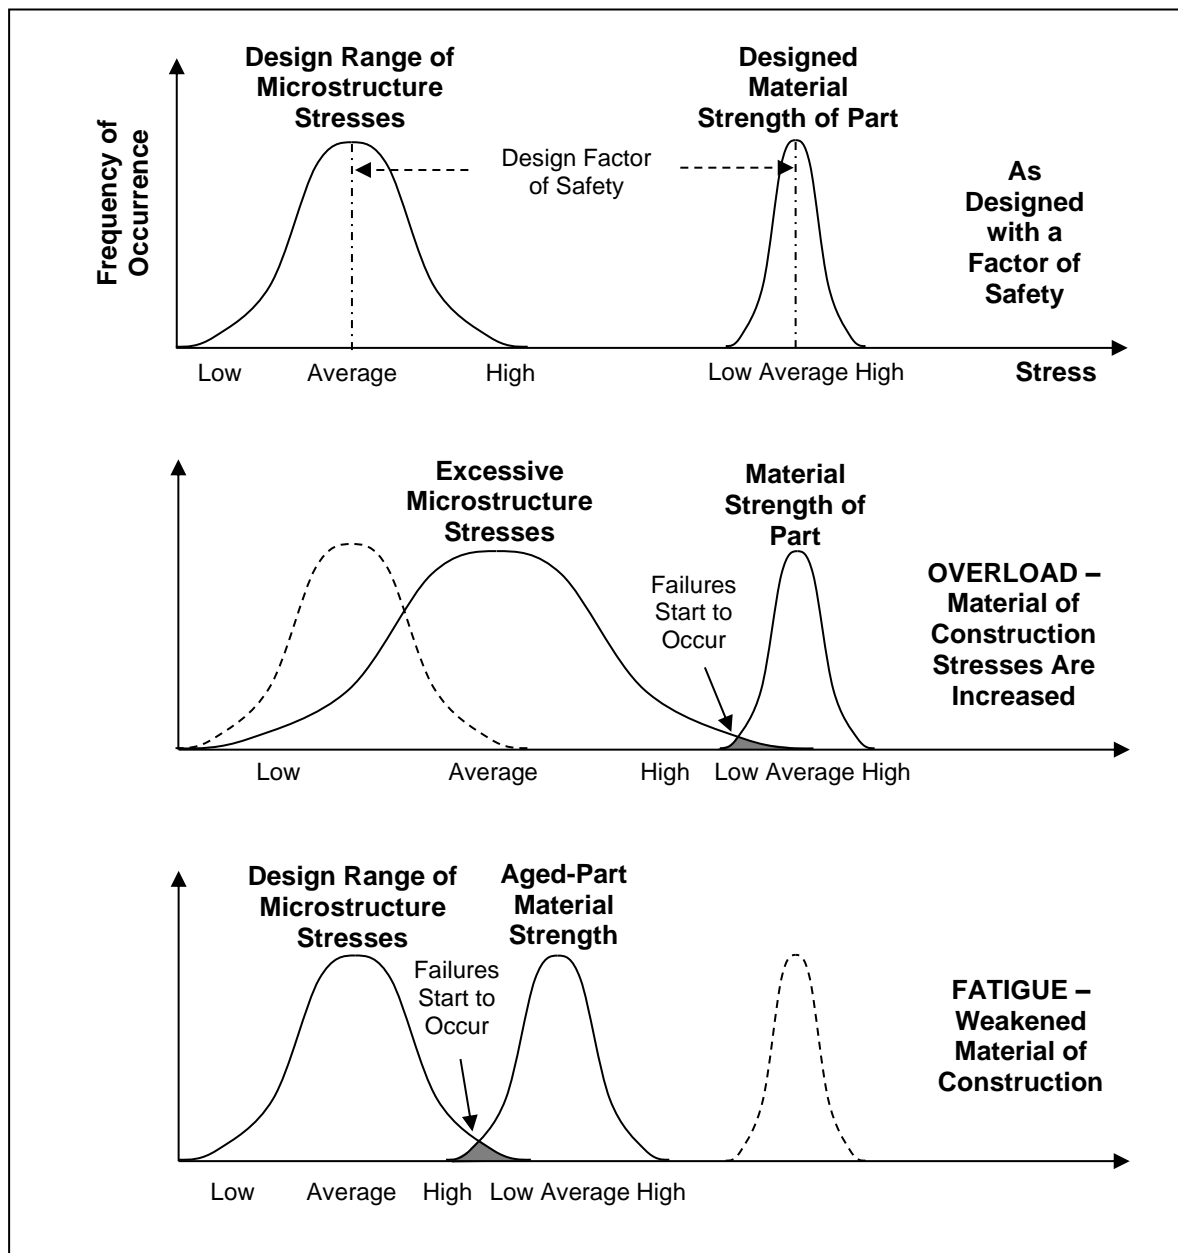 Design Range of
Microstructure
Stresses
Designed
Material
Strength of Part
Frequency of
Occurrence
Design Factor
of Safety
As
Designed
with a
Factor of
Safety
Low Average High Low Average High Stress
Excessive
Microstructure
Stresses
Material
Strength of
Part
Failures
Start to
Occur
OVERLOAD –
Material of
Construction
Stresses Are
Increased
Low Average High Low Average High
Design Range of
Microstructure
Stresses
Aged-Part
Material
Strength
Failures
Start to
Occur
FATIGUE –
Weakened
Material of
Construction
Low Average High Low Average High